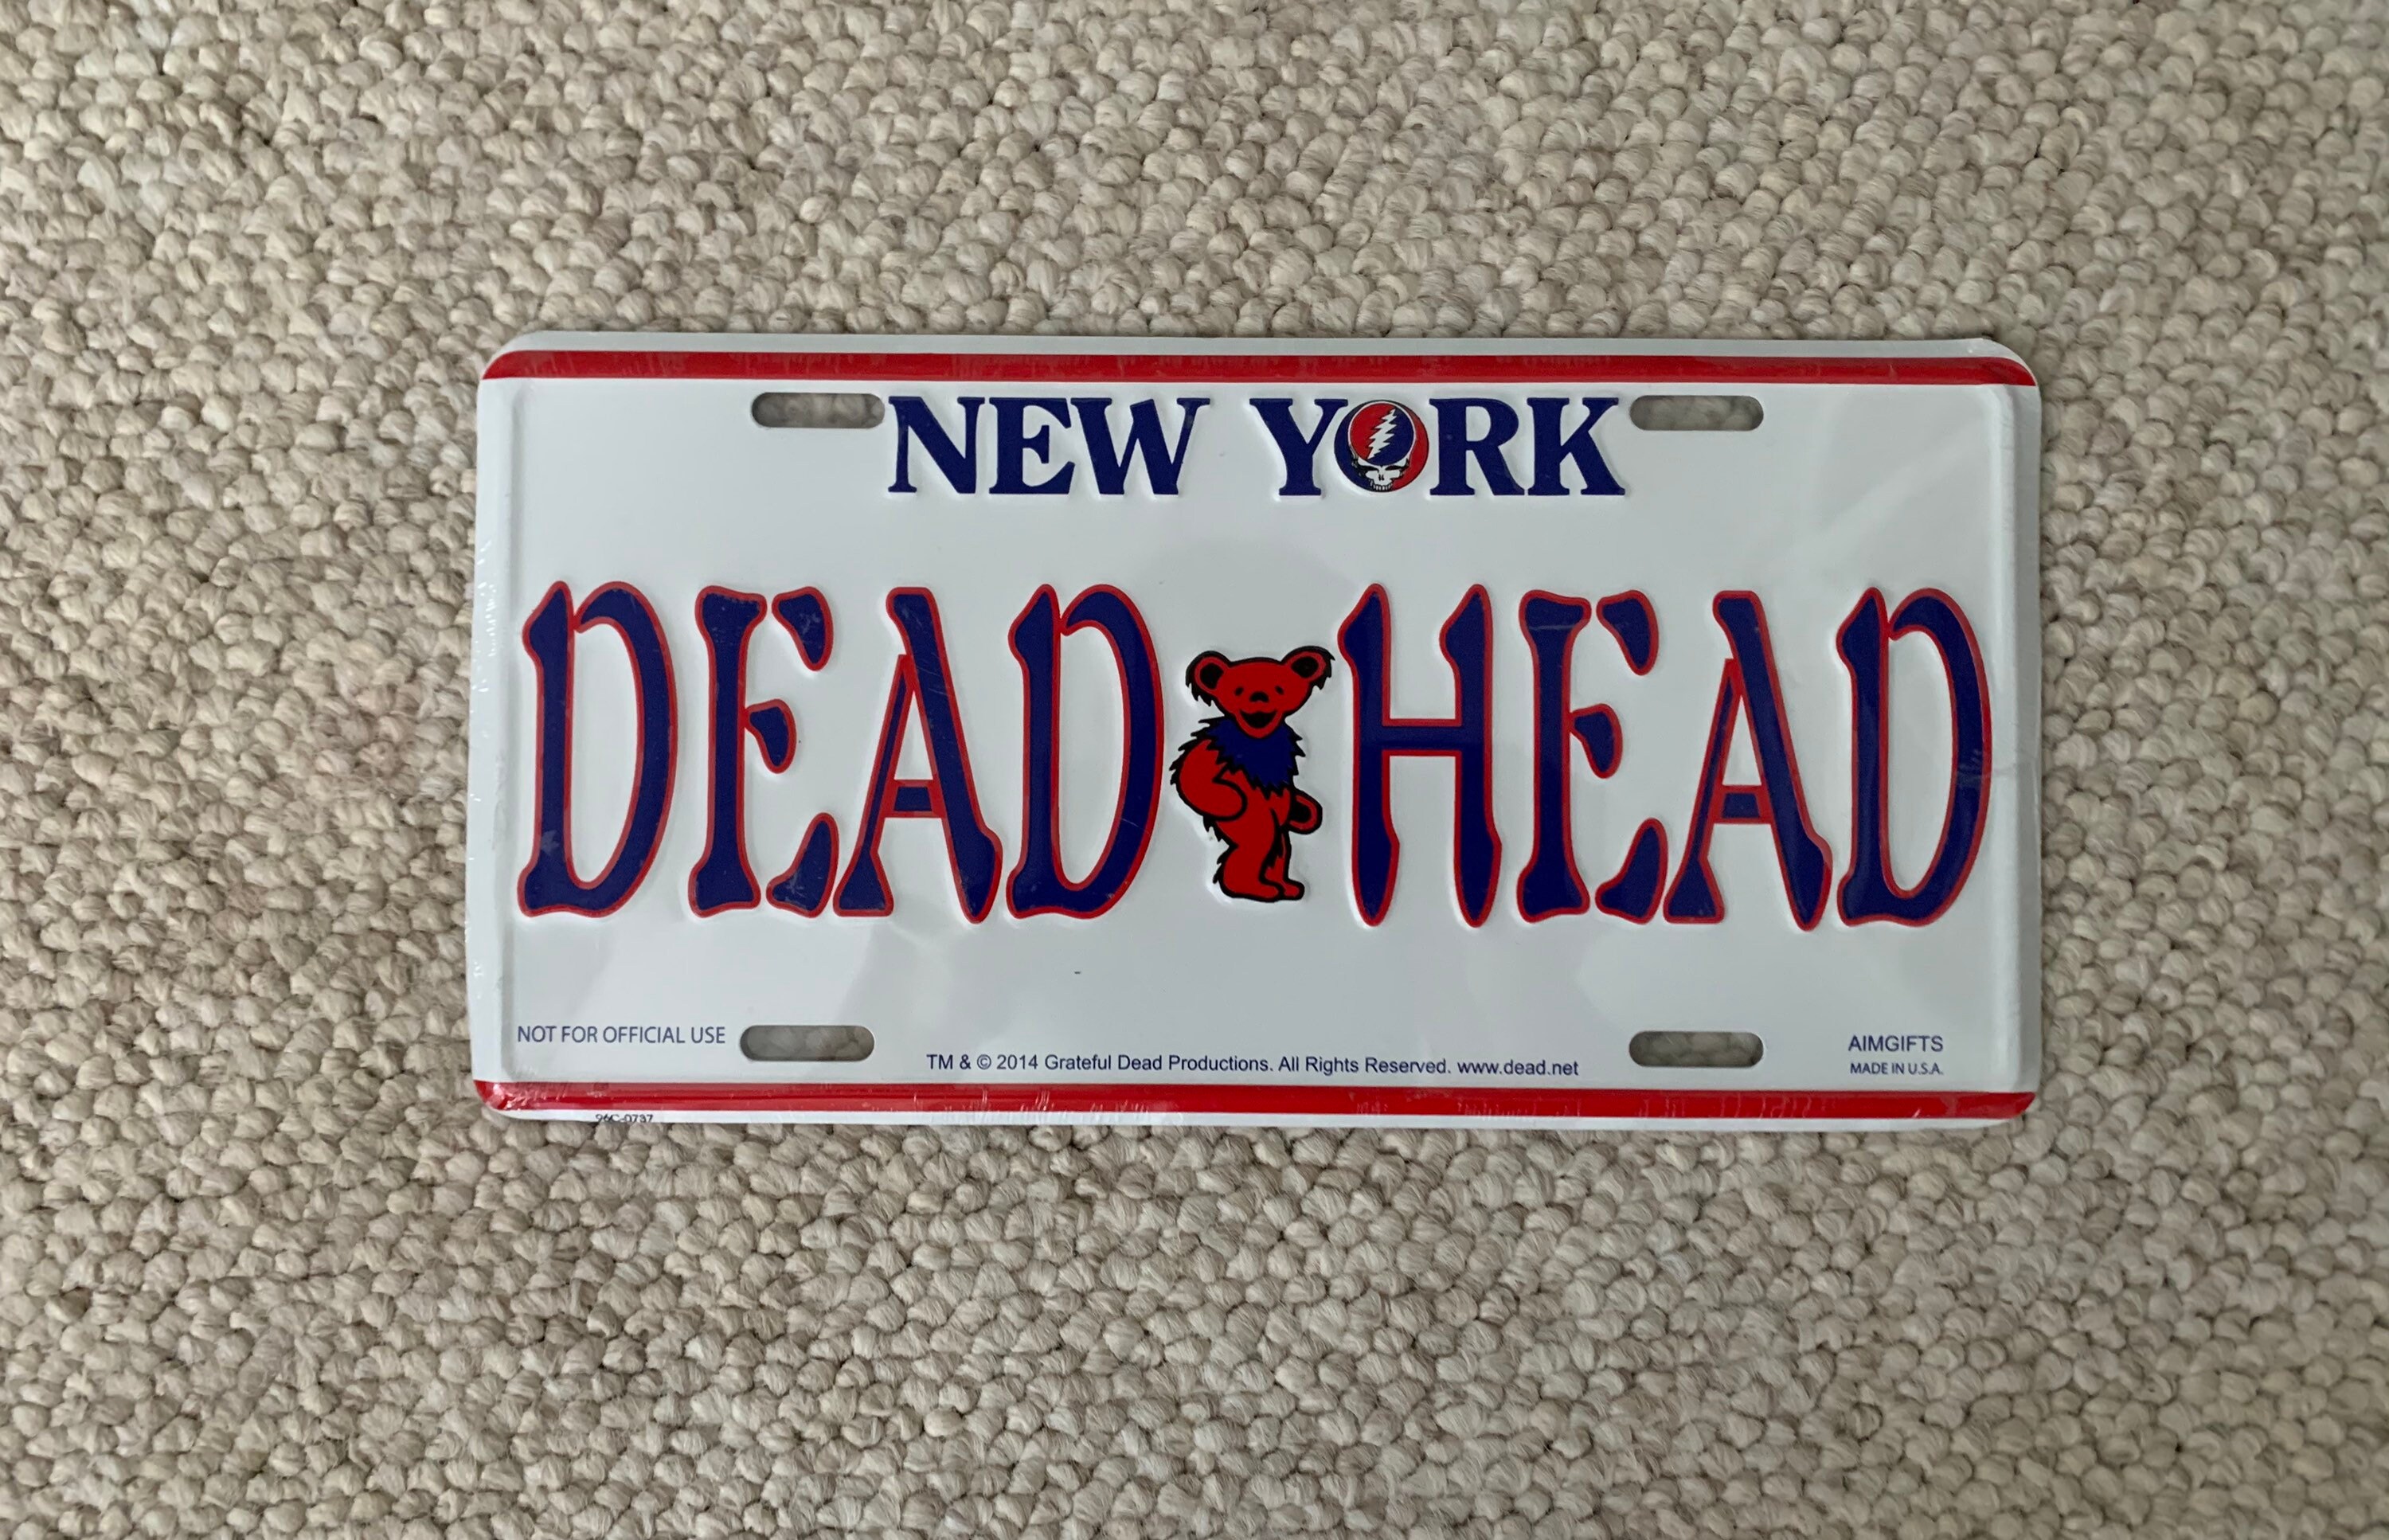 NEW YORK
DEAD HEAD
NOT FOR OFFICIAL USE
TM & © 2014 Grateful Dead Productions. All Rights Reserved. www.dead.net
AIMGIFTS
MADE IN U.S.A.